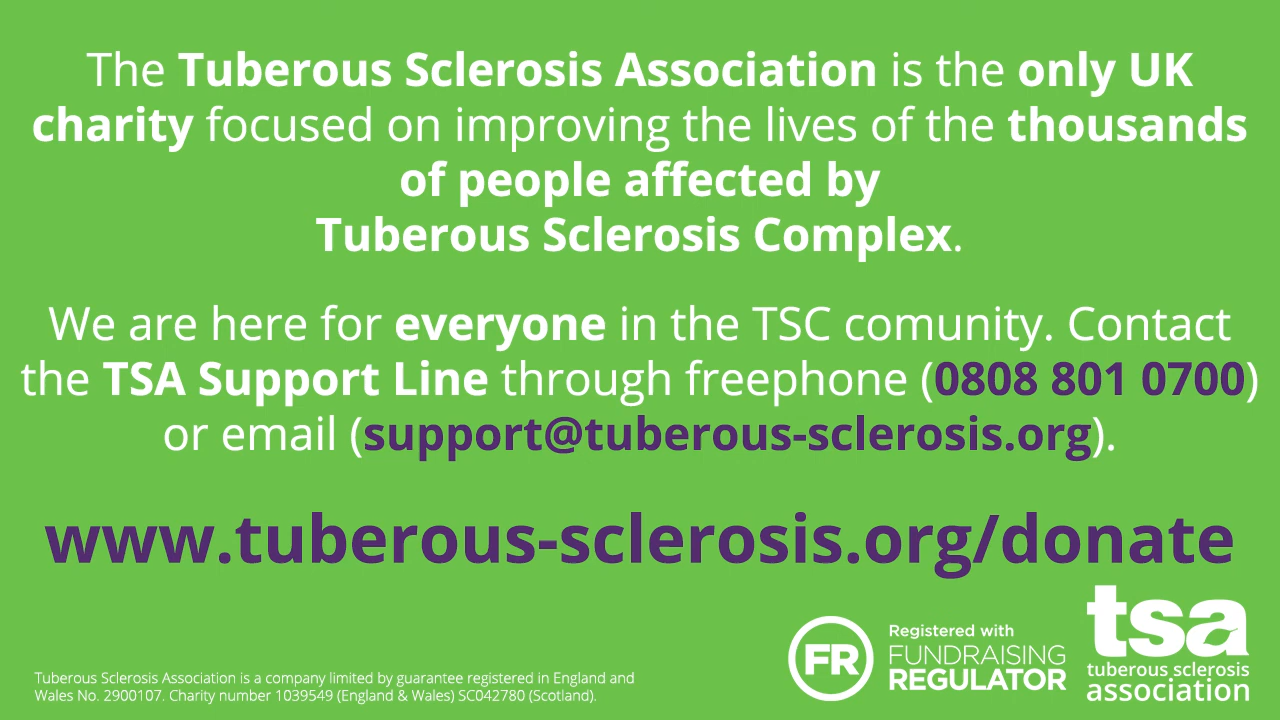 The Tuberous Sclerosis Association is the only UK
charity focused on improving the lives of the thousands
of people affected by
Tuberous Sclerosis Complex.
We are here for everyone in the TSC comunity. Contact
the TSA Support Line through freephone (0808 801 0700)
or email (support@tuberous-sclerosis.org).
www.tuberous-sclerosis.org/donate
Tuberous Sclerosis Association is a company limited by guarantee registered in England and
Wales No. 2900107. Charity number 1039549 (England & Wales) SC042780 (Scotland).
FR
Registered with
FUNDRAISING
REGULATOR
tsa
tuberous sclerosis
association